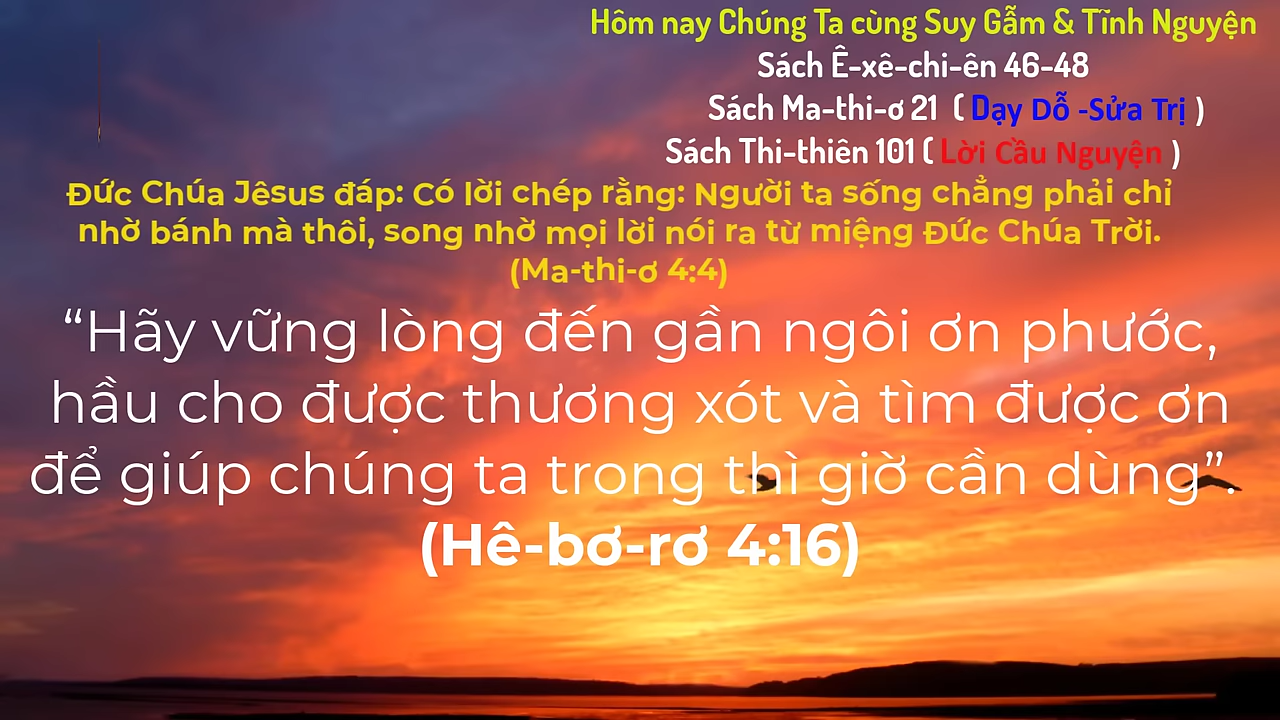 Hôm nay Chúng Ta cùng Suy Gẫm & Tĩnh Nguyện
Sách Ê-xê-chi-ên 46-48
Sách Ma-thi-ơ 21 ( Dạy Dỗ -Sửa Trị )
Sách Thi-thiên 101 ( Lời Cầu Nguyện )
Đức Chúa Jêsus đáp: Có lời chép rằng: Người ta sống chẳng phải chỉ
nhờ bánh mà thôi, song nhờ mọi lời nói ra từ miệng Đức Chúa Trời.
(Ma-thi-ơ 4:4)
“Hãy vững lòng đến gần ngôi ơn phước,
hầu cho được thương xót và tìm được ơn
để giúp chúng ta trong thì giờ cần dùng”.
(Hê-bơ-rơ 4:16)